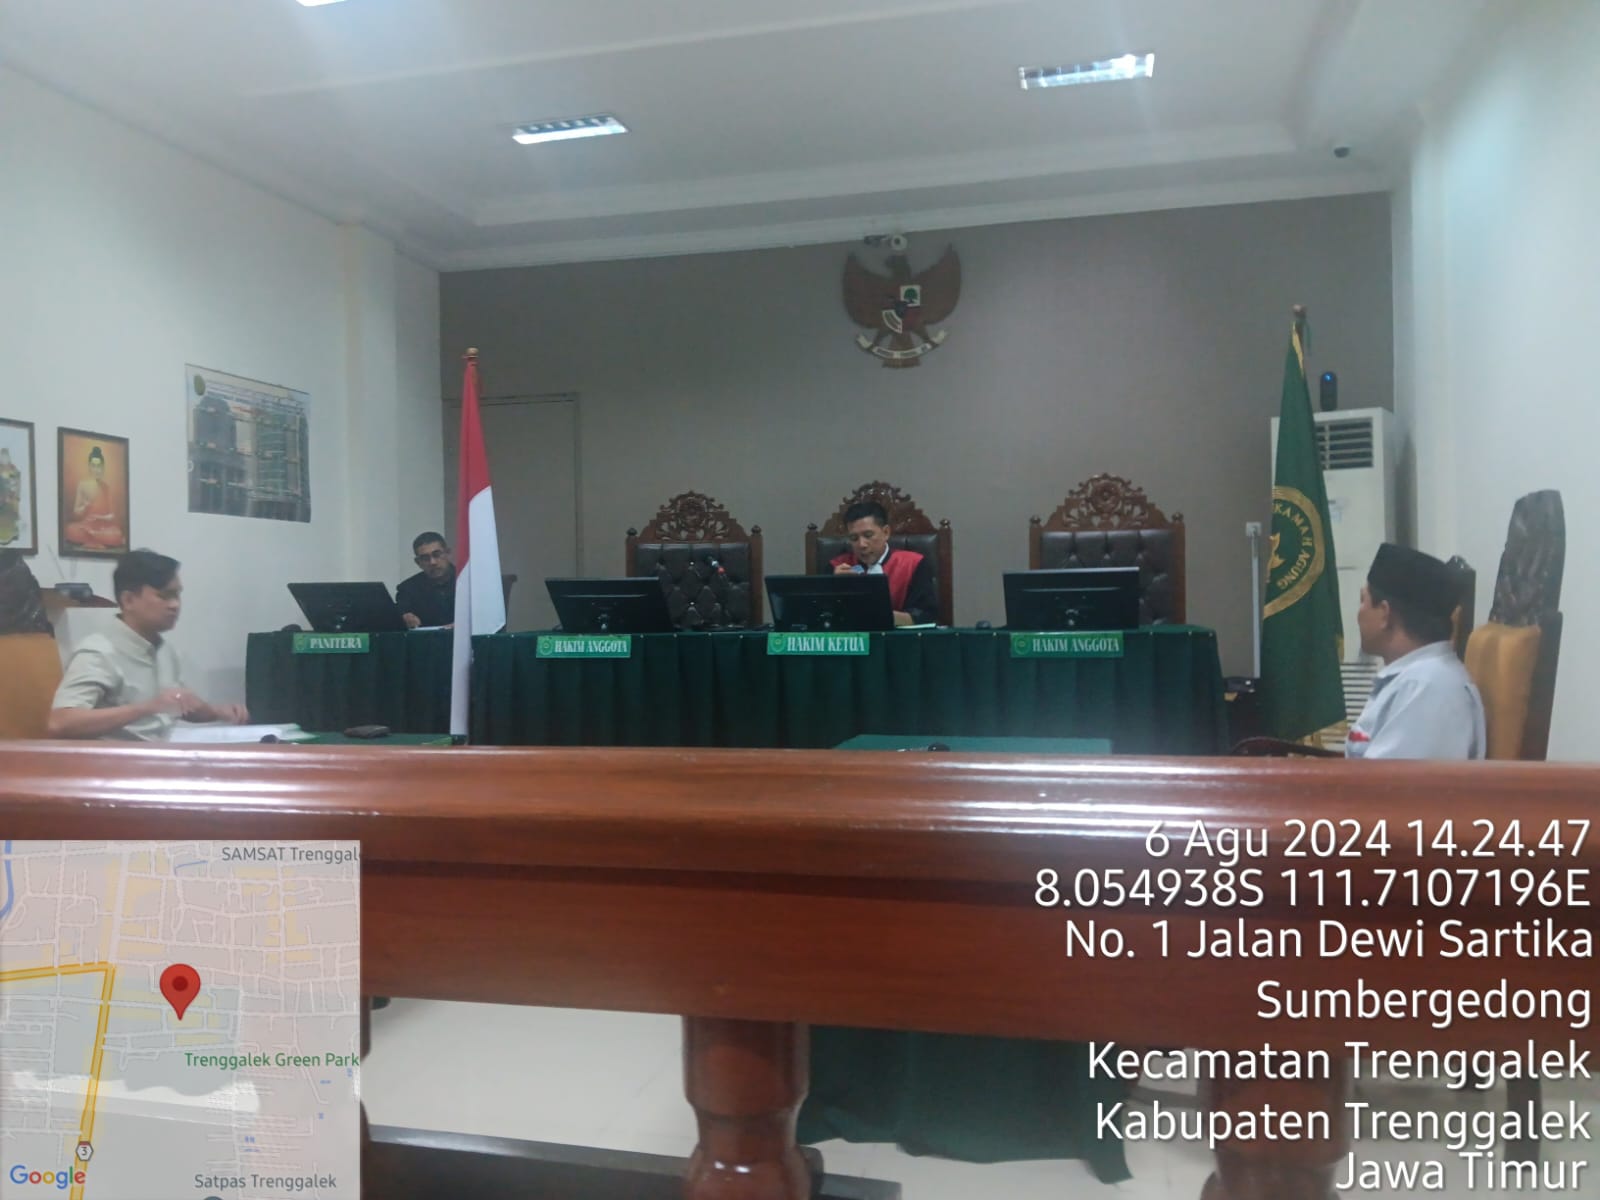 PANITERA
HAKIM ANGGOTA
HAKIM KETUA
HAKIM ANGGOTA
MAHKAMAH AGUNG
6 Agu 2024 14.24.47
8.054938S 111.7107196E
No. 1 Jalan Dewi Sartika
Sumbergedong
Kecamatan Trenggalek
Kabupaten Trenggalek
Jawa Timur
SAMSAT Trenggal
Trenggalek Green Park
3
Google
Satpas Trenggalek